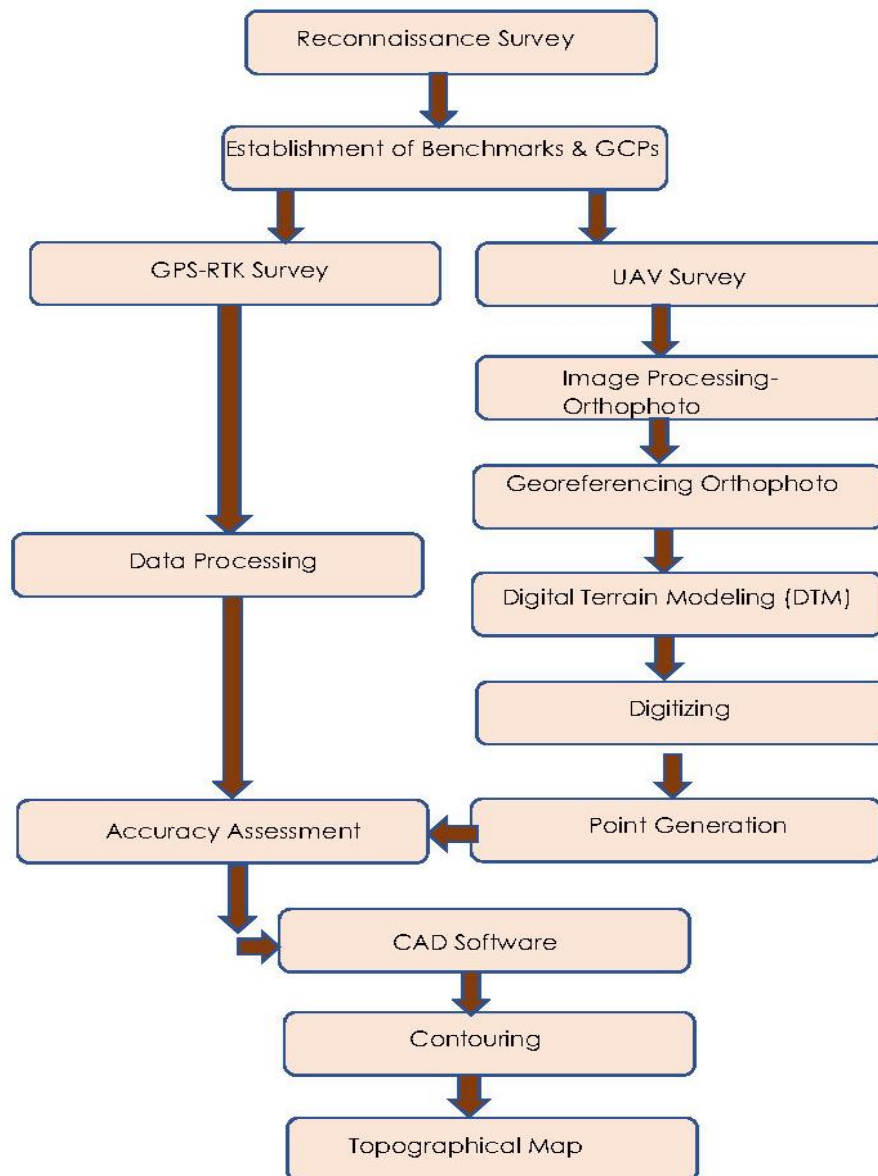 Reconnaissance Survey
Establishment of Benchmarks & GCPs
GPS-RTK Survey
UAV Survey
Image Processing-
Orthophoto
Georeferencing Orthophoto
Data Processing
Digital Terrain Modeling (DTM)
Digitizing
Accuracy Assessment
Point Generation
CAD Software
Contouring
Topographical Map